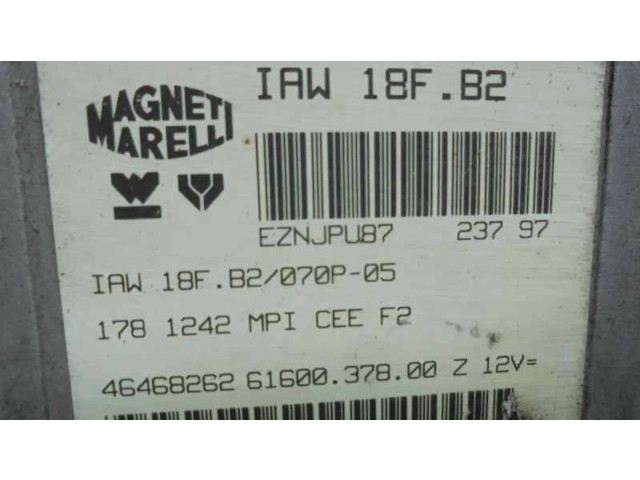 MAGNETI
MARELLI
IAW 18F.B2
EZNJPU87 237 97
IAW 18F.B2/070P-05
178 1242 MPI CEE F2
46468262 61600.378.00 Z 12V=